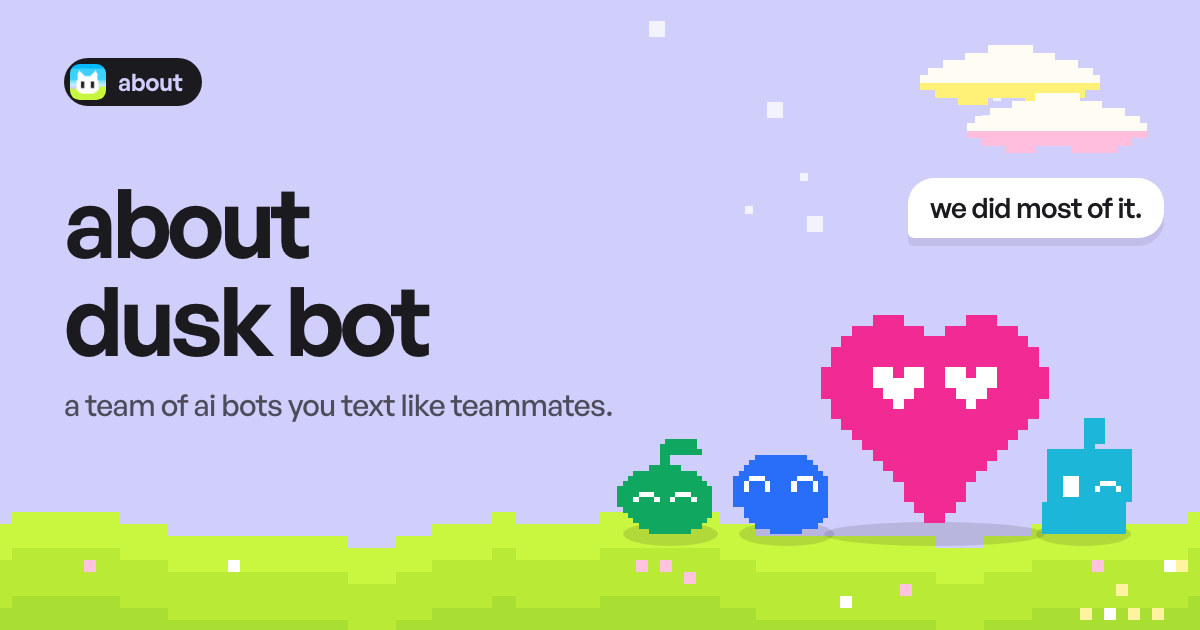 about
about
dusk bot
a team of ai bots you text like teammates.
we did most of it.